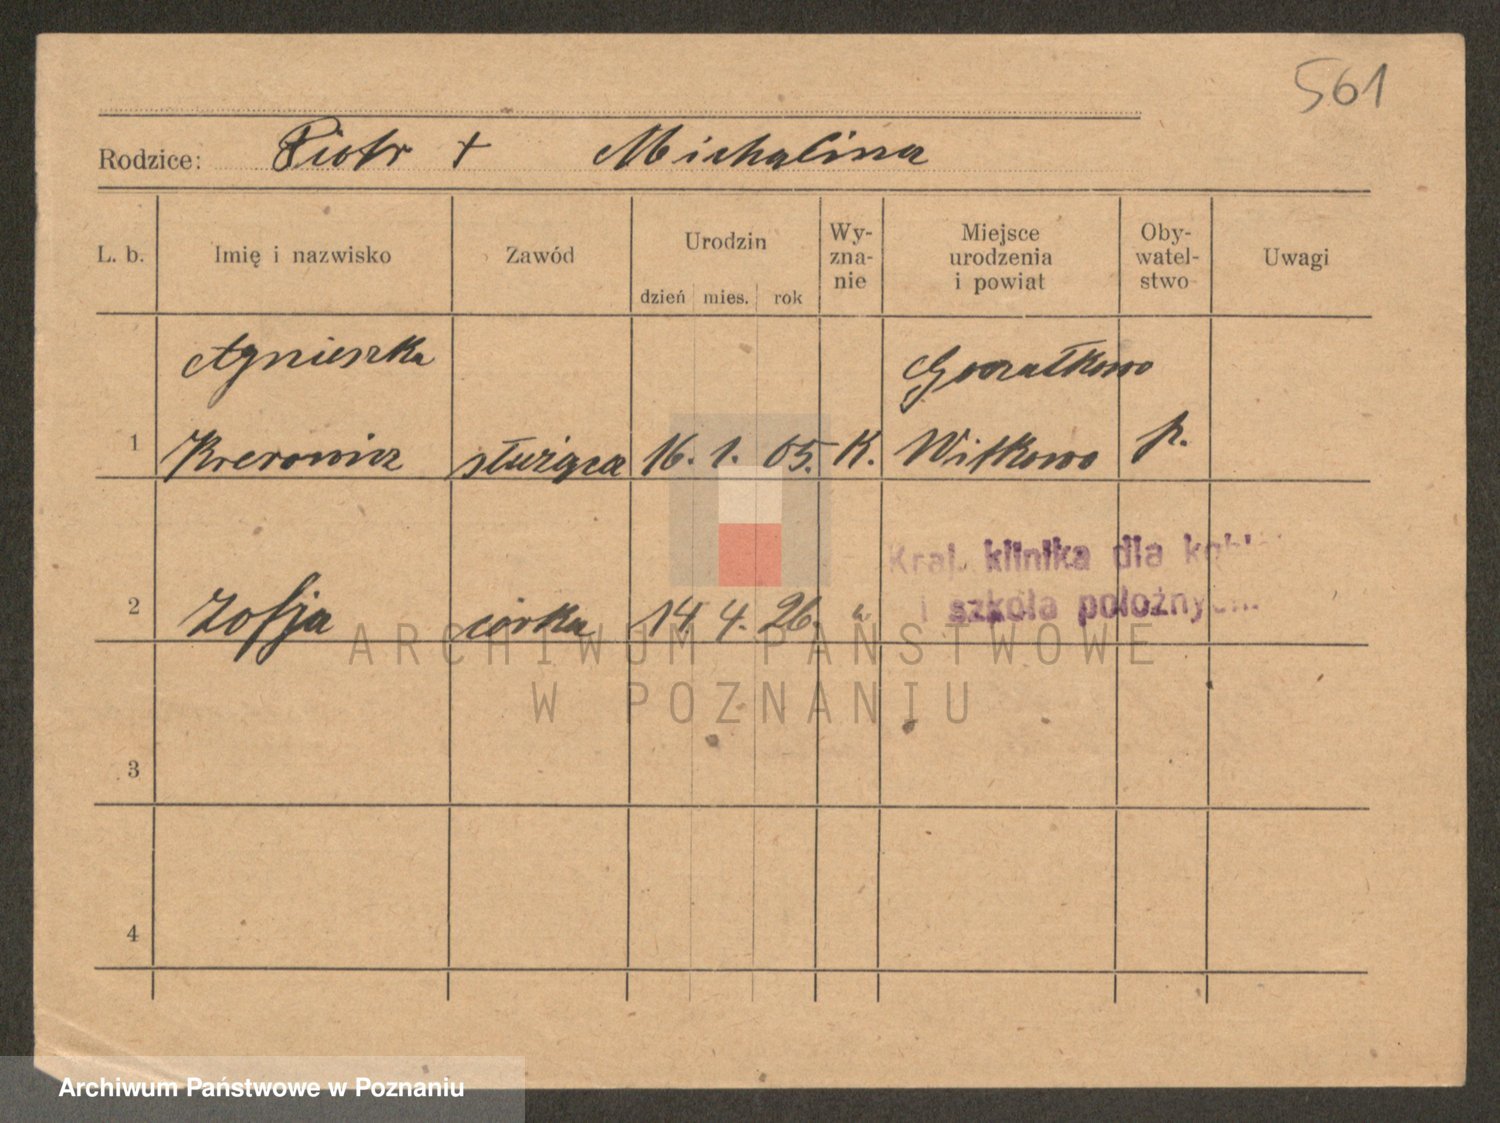 561
Rodzice: Piotr + Michalina
L. b. Imię i nazwisko Zawód Urodzin dzień mies. rok Wy-zna-nie Miejsce urodzenia i powiat Oby-watel-stwo Uwagi
Agnieszka Gorzałkowo
1 służąca 16. 1. 05. K. Witkowo p.
Kraj. klinika dla
i szkoła położnych.
2 Zofja córka 14 4. 26. "
ARCHIWUM PAŃSTWOWE
W POZNANIU
3
4
Archiwum Państwowe w Poznaniu